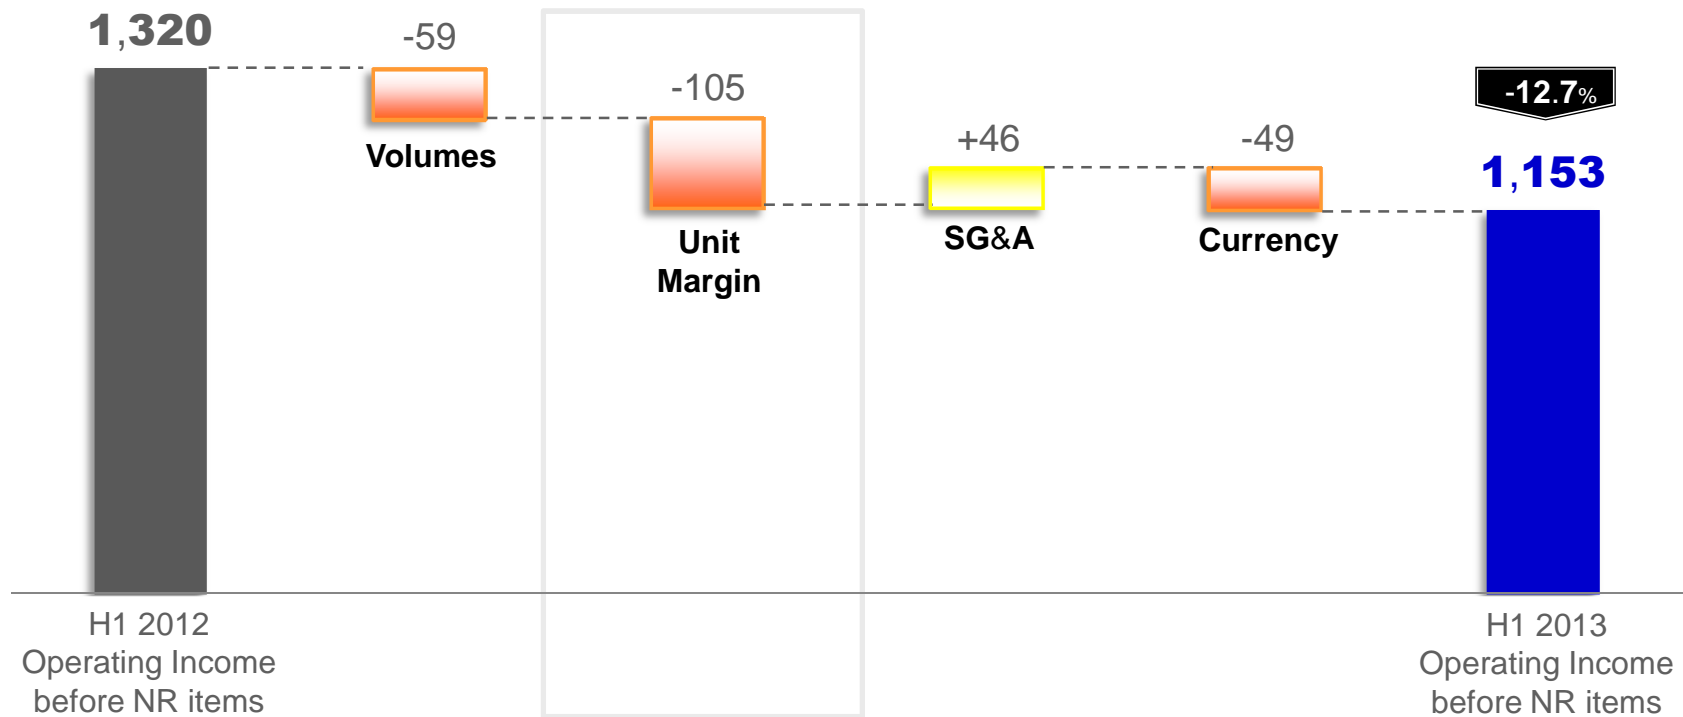 1,320
-59
Volumes
-105
Unit
Margin
+46
SG&A
-49
Currency
-12.7%
1,153
H1 2012
Operating Income
before NR items
H1 2013
Operating Income
before NR items